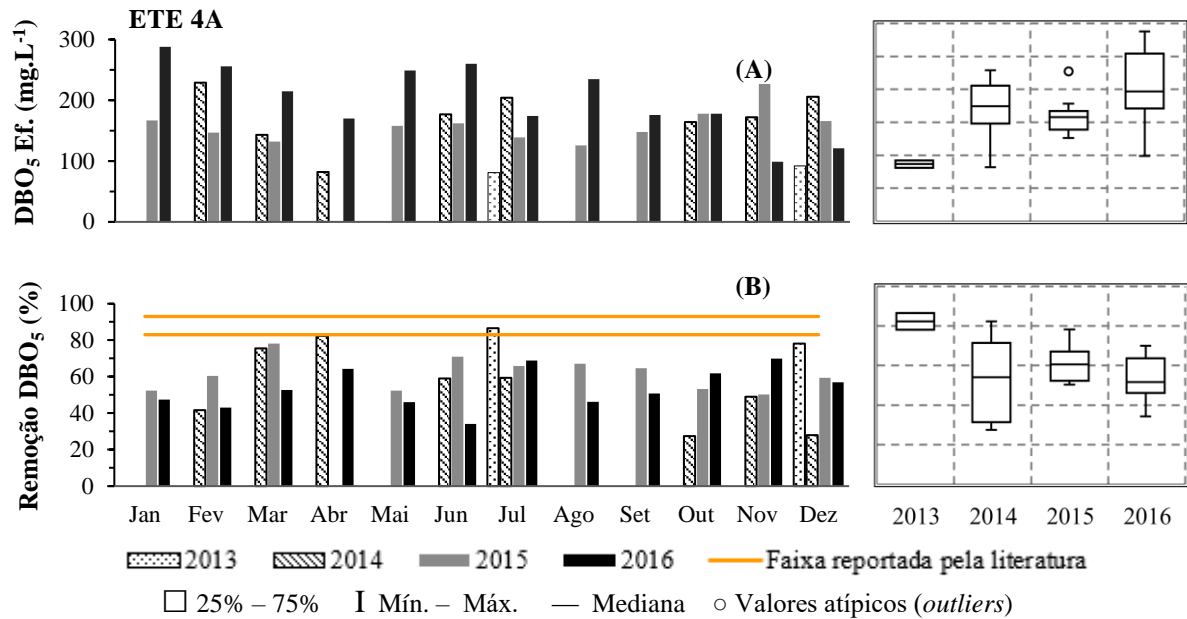 ETE 4A
DBO₅ Ef. (mg.L⁻¹)
300
200
100
0
(A)
Remoção DBO₅ (%)
100
80
60
40
20
0
(B)
Jan Fev Mar Abr Mai Jun Jul Ago Set Out Nov Dez
2013 2014 2015 2016
2013 2014 2015 2016 Faixa reportada pela literatura
25% – 75% I Mín. – Máx. — Mediana ○ Valores atípicos (outliers)